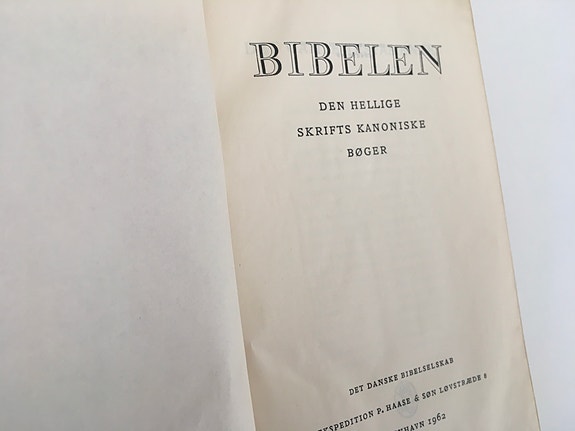 BIBELEN
DEN HELLIGE
SKRIFTS KANONISKE
BØGER
DET DANSKE BIBELSELSKAB
P. HAASE & SØN LØVSTRÆDE 8
1962